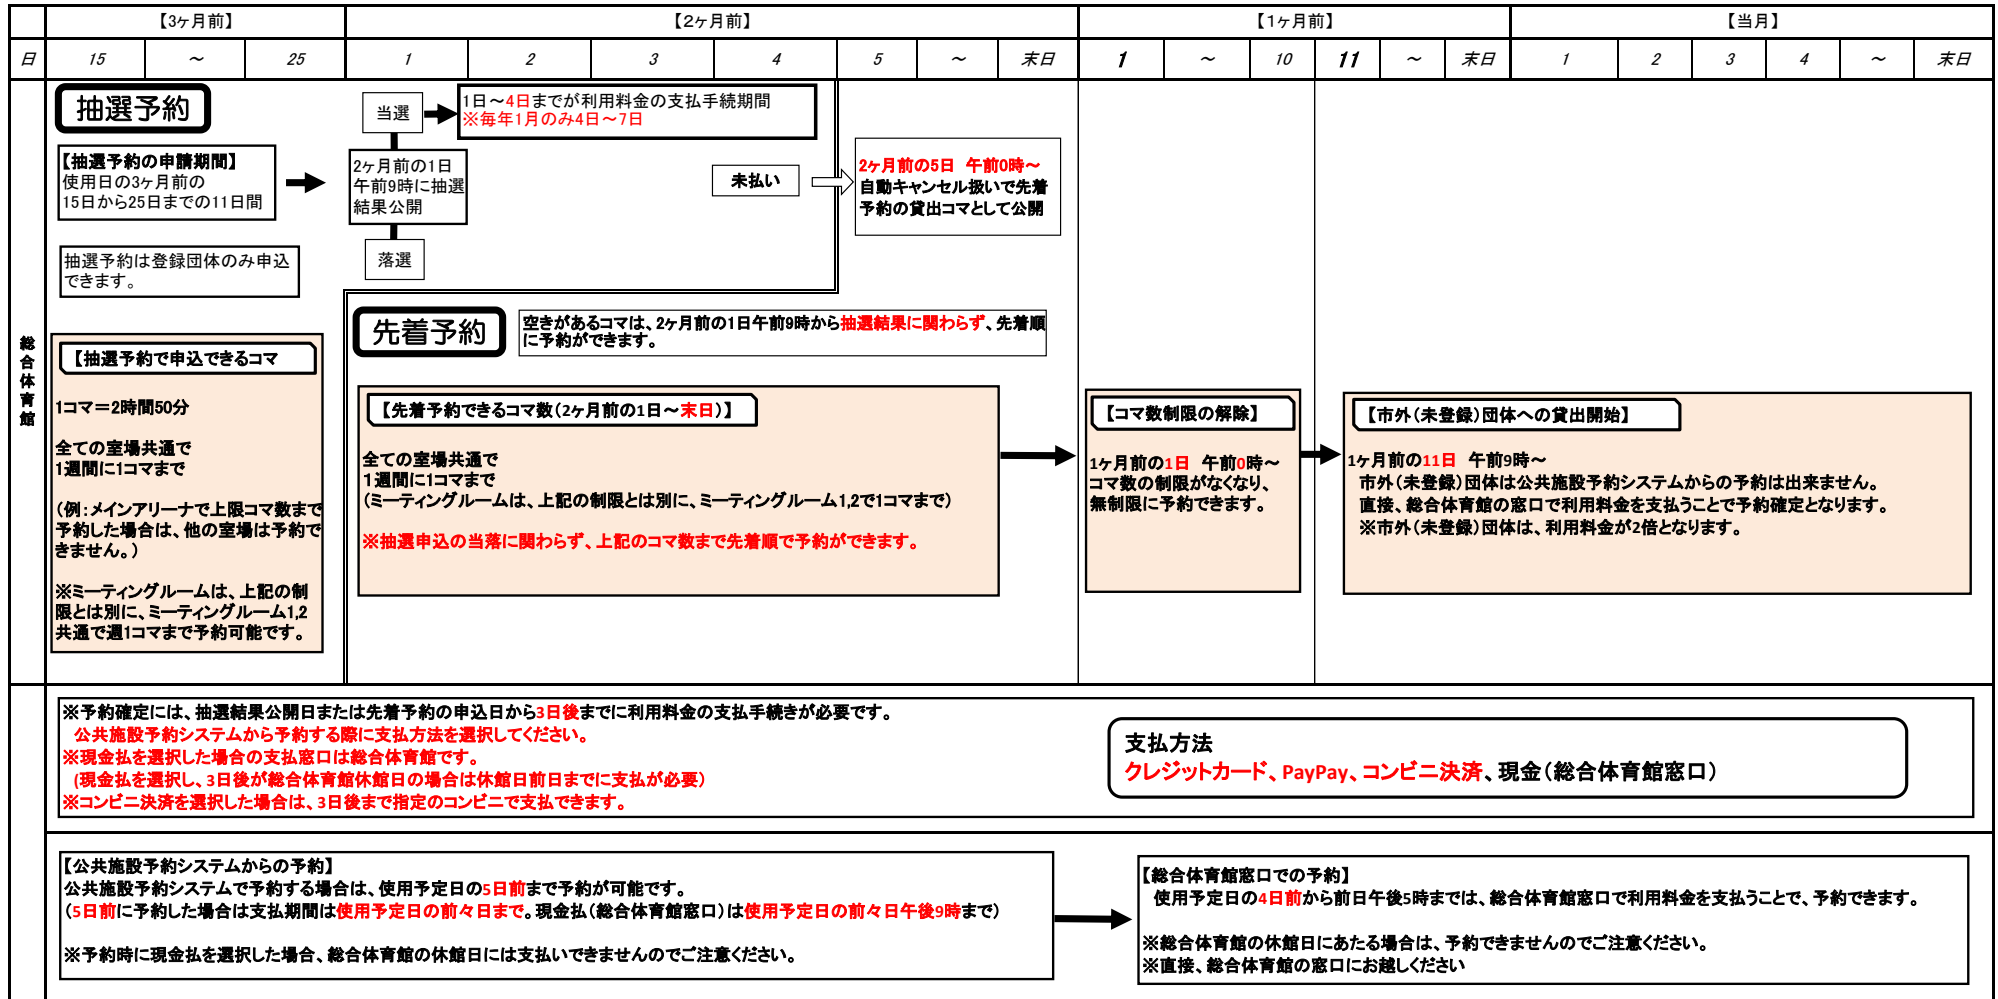 【3ヶ月前】
【2ヶ月前】
【1ヶ月前】
【当月】
日 15 ～ 25 1 2 3 4 5 ～ 末日 1 ～ 10 11 ～ 末日 1 2 3 4 ～ 末日
総合体育館
抽選予約
【抽選予約の申請期間】
使用日の3ヶ月前の
15日から25日までの11日間
抽選予約は登録団体のみ申込
できます。
当選
1日～4日までが利用料金の支払手続期間
※毎年1月のみ4日～7日
2ヶ月前の1日
午前9時に抽選
結果公開
落選
未払い
2ヶ月前の5日 午前0時～
自動キャンセル扱いで先着
予約の貸出コマとして公開
【抽選予約で申込できるコマ
1コマ＝2時間50分
全ての室場共通で
1週間に1コマまで
（例：メインアリーナで上限コマ数まで
予約した場合は、他の室場は予約で
きません。）
※ミーティングルームは、上記の制
限とは別に、ミーティングルーム1,2
共通で週1コマまで予約可能です。
先着予約
空きがあるコマは、2ヶ月前の1日午前9時から抽選結果に関わらず、先着順
に予約ができます。
【先着予約できるコマ数（2ヶ月前の1日～末日）】
全ての室場共通で
1週間に1コマまで
（ミーティングルームは、上記の制限とは別に、ミーティングルーム1,2で1コマまで）
※抽選申込の当落に関わらず、上記のコマ数まで先着順で予約ができます。
【コマ数制限の解除】
1ヶ月前の1日 午前0時～
コマ数の制限がなくなり、
無制限に予約できます。
【市外（未登録）団体への貸出開始】
1ヶ月前の11日 午前9時～
市外（未登録）団体は公共施設予約システムからの予約は出来ません。
直接、総合体育館の窓口で利用料金を支払うことで予約確定となります。
※市外（未登録）団体は、利用料金が2倍となります。
※予約確定には、抽選結果公開日または先着予約の申込日から3日後までに利用料金の支払手続きが必要です。
公共施設予約システムから予約する際に支払方法を選択してください。
※現金払を選択した場合の支払窓口は総合体育館です。
(現金払を選択し、3日後が総合体育館休館日の場合は休館日前日までに支払が必要）
※コンビニ決済を選択した場合は、3日後まで指定のコンビニで支払できます。
支払方法
クレジットカード、PayPay、コンビニ決済、現金（総合体育館窓口）
【公共施設予約システムからの予約】
公共施設予約システムで予約する場合は、使用予定日の5日前まで予約が可能です。
（5日前に予約した場合は支払期間は使用予定日の前々日まで。現金払（総合体育館窓口）は使用予定日の前々日午後9時まで）
※予約時に現金払を選択した場合、総合体育館の休館日には支払いできませんのでご注意ください。
【総合体育館窓口での予約】
使用予定日の4日前から前日午後5時までは、総合体育館窓口で利用料金を支払うことで、予約できます。
※総合体育館の休館日にあたる場合は、予約できませんのでご注意ください。
※直接、総合体育館の窓口にお越しください